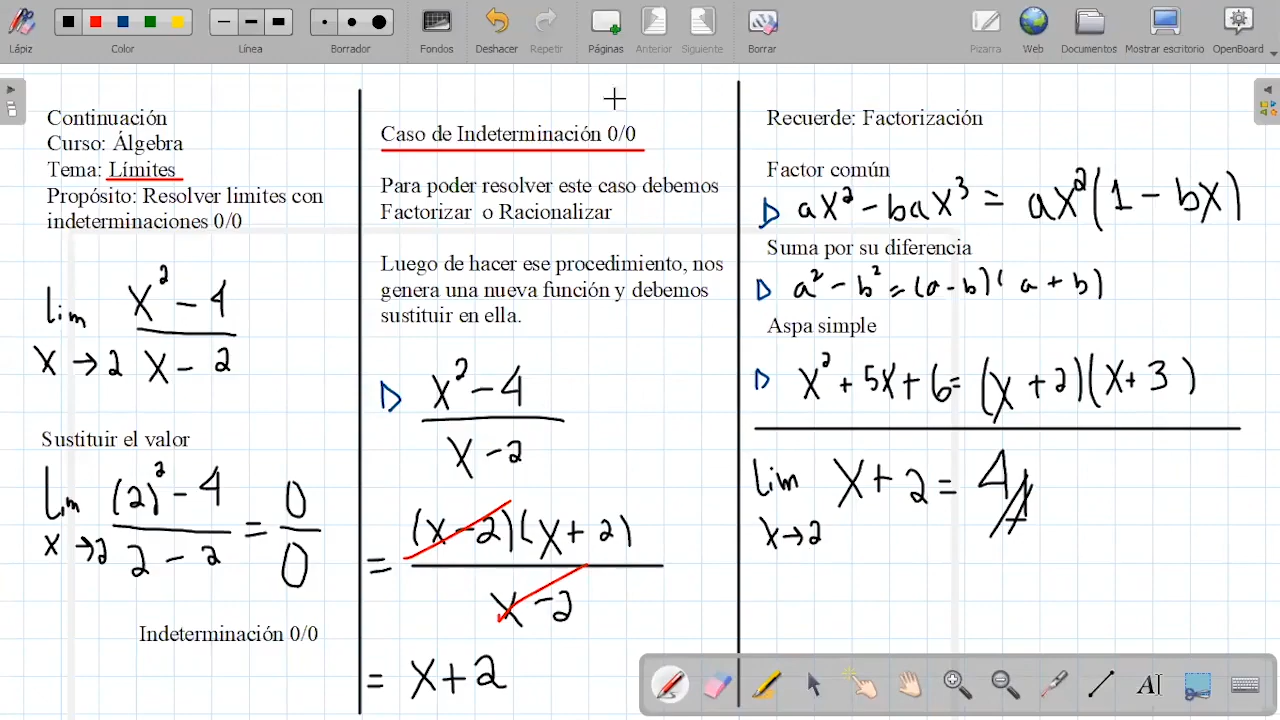 Lápiz Color Línea Borrador Fondos Deshacer Repetir Páginas Anterior Siguiente Borrar Pizarra Web Documentos Mostrar escritorio OpenBoard
Continuación
Curso: Álgebra
Tema: Límites
Propósito: Resolver limites con
indeterminaciones 0/0
lim x→2 (x² - 4)/(x - 2)
Sustituir el valor
Lim x→2 ((2)² - 4)/(2 - 2) = 0/0
Indeterminación 0/0
Caso de Indeterminación 0/0
Para poder resolver este caso debemos
Factorizar o Racionalizar
Luego de hacer ese procedimiento, nos
genera una nueva función y debemos
sustituir en ella.
(x² - 4)/(x - 2)
= (x - 2)(x + 2)/(x - 2)
= x + 2
Recuerde: Factorización
Factor común
ax² - bax³ = ax²(1 - bx)
Suma por su diferencia
a² - b² = (a - b)(a + b)
Aspa simple
x² + 5x + 6 = (x + 2)(x + 3)
Lim x→2 x + 2 = 4